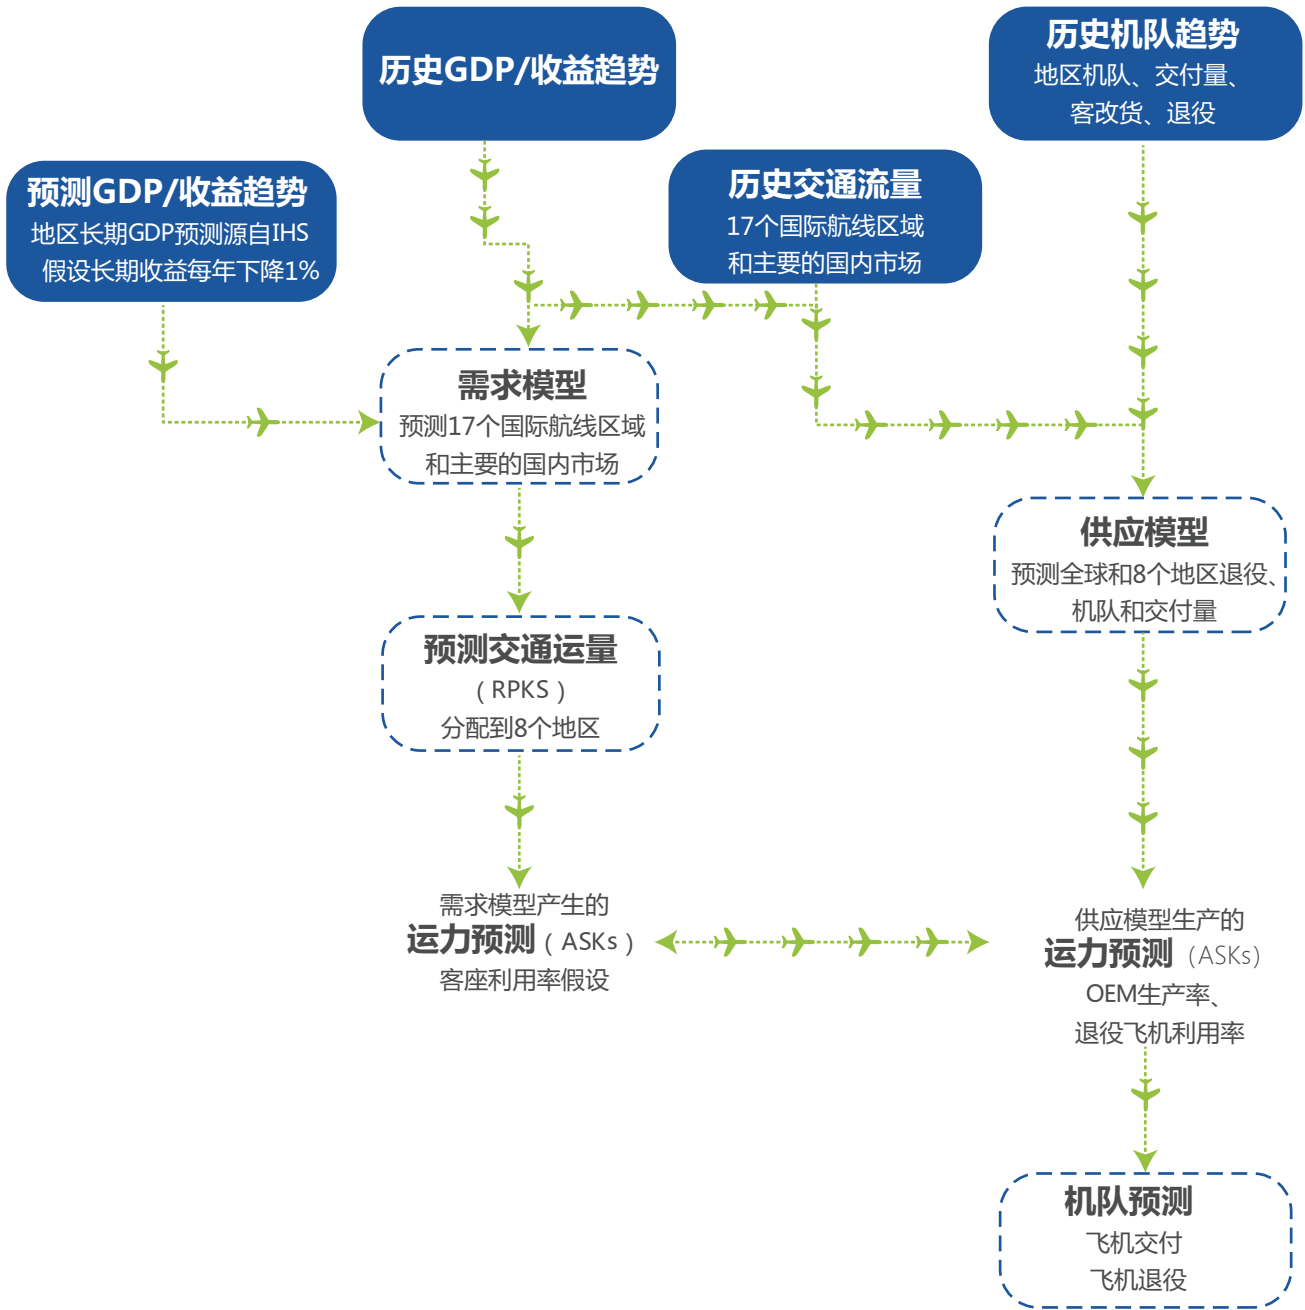 历史GDP/收益趋势
历史机队趋势
地区机队、交付量、
客改货、退役
预测GDP/收益趋势
地区长期GDP预测源自IHS
假设长期收益每年下降1%
历史交通流量
17个国际航线区域
和主要的国内市场
需求模型
预测17个国际航线区域
和主要的国内市场
供应模型
预测全球和8个地区退役、
机队和交付量
预测交通运量
（RPKS）
分配到8个地区
需求模型产生的
运力预测（ASKs）
客座利用率假设
供应模型生产的
运力预测（ASKs）
OEM生产率、
退役飞机利用率
机队预测
飞机交付
飞机退役